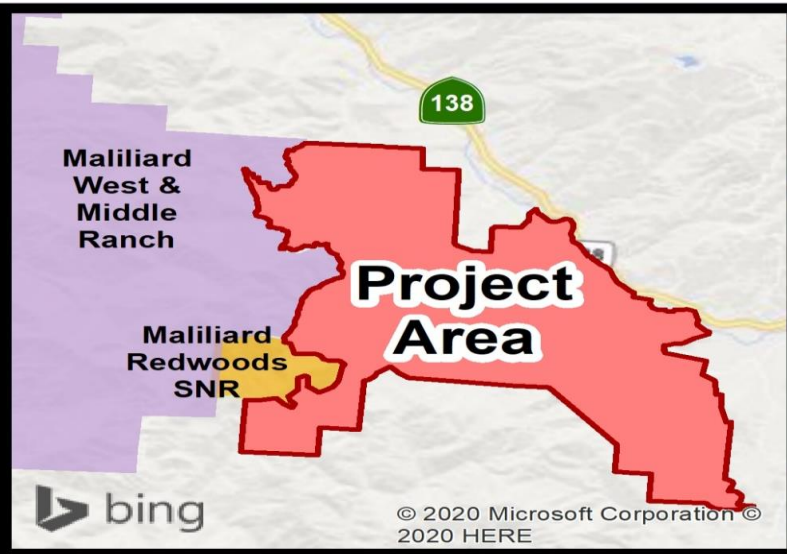 138
Maliliard
West &
Middle
Ranch
Project
Area
Maliliard
Redwoods
SNR
bing
© 2020 Microsoft Corporation ©
2020 HERE